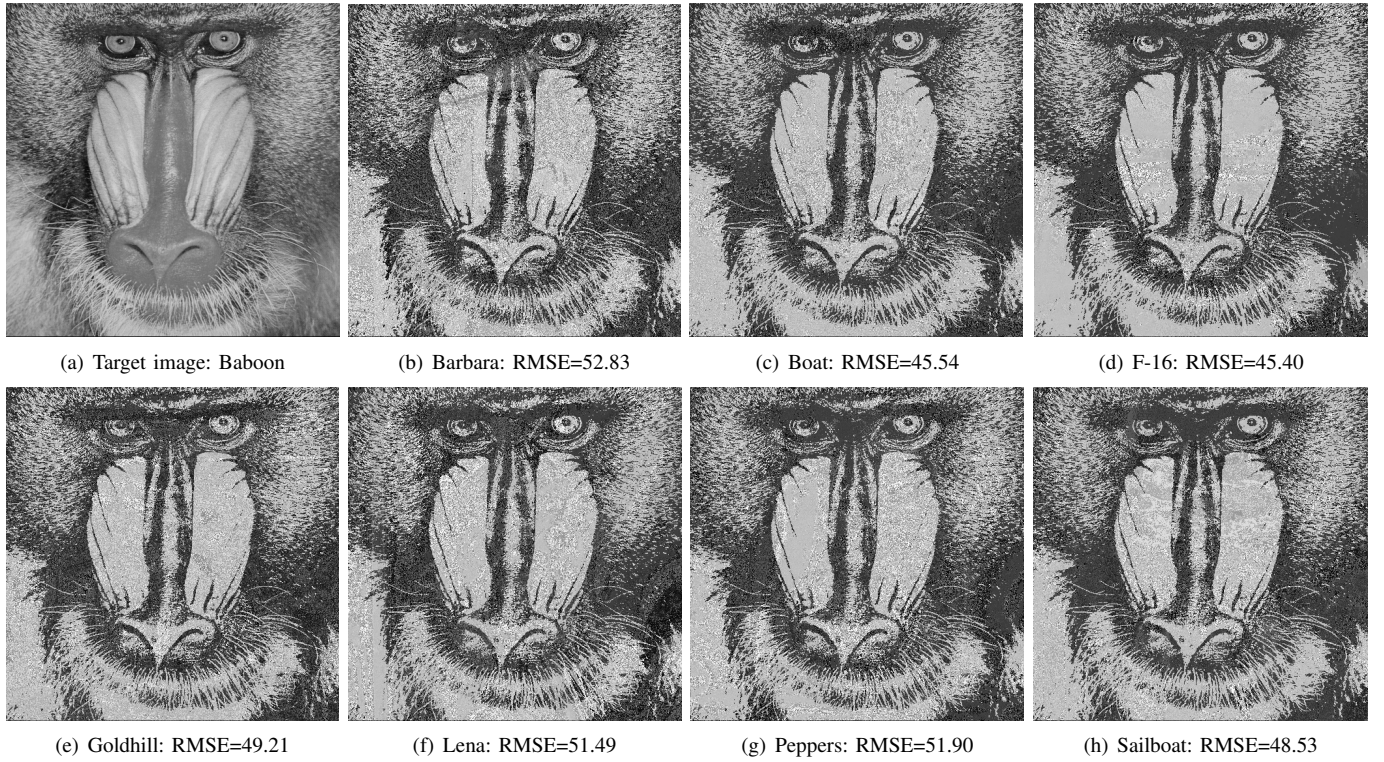 (a) Target image: Baboon
(b) Barbara: RMSE=52.83
(c) Boat: RMSE=45.54
(d) F-16: RMSE=45.40
(e) Goldhill: RMSE=49.21
(f) Lena: RMSE=51.49
(g) Peppers: RMSE=51.90
(h) Sailboat: RMSE=48.53